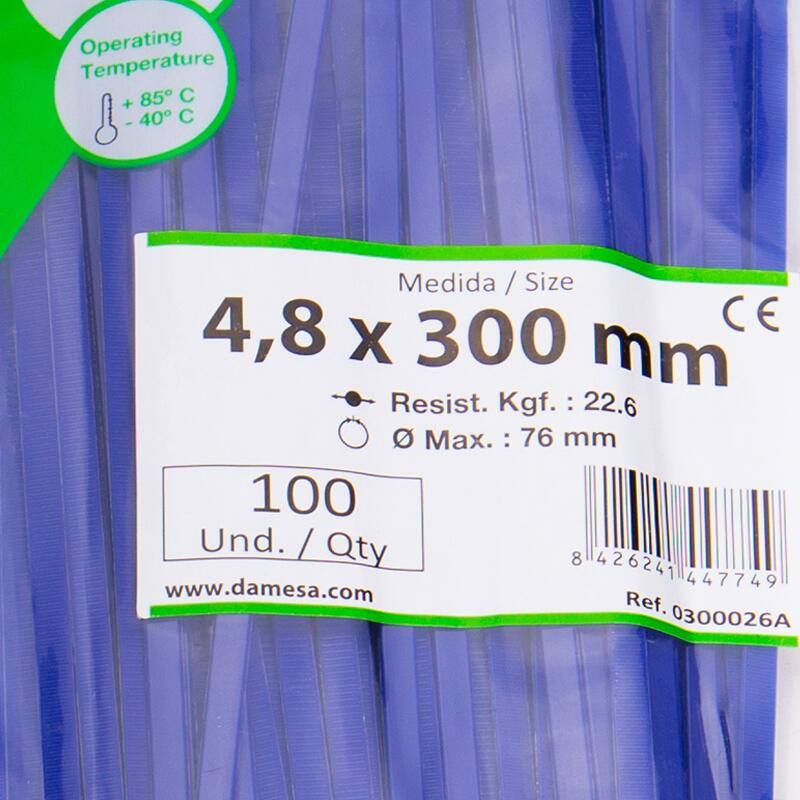 Operating
Temperature
+ 85° C
- 40° C
Medida / Size
4,8 x 300 mm
CE
Resist. Kgf. : 22.6
Ø Max. : 76 mm
100
Und. / Qty
8 426241 447749
www.damesa.com
Ref. 0300026A